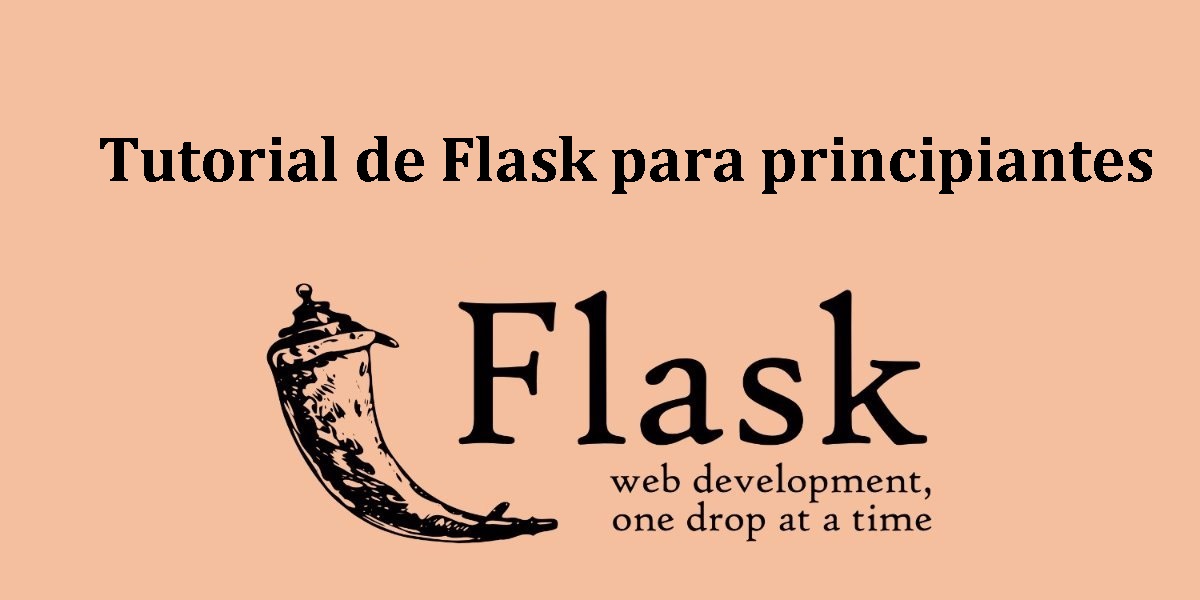 Tutorial de Flask para principiantes
Flask
web development,
one drop at a time